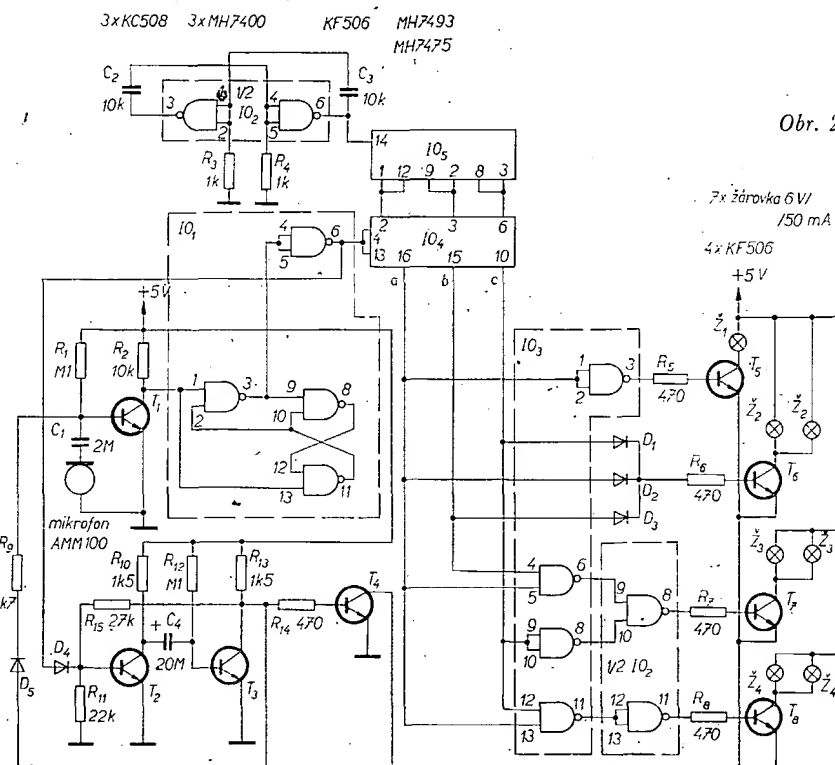 3xKC508 3xMH7400 KF506 MH7493
MH7475
Obr. 2
C2
10k
3
1
2
1/2
IO2
4
5
6
C3
10k
R3
1k
R4
1k
14
IO5
1 12 9 2 8 3
2 3 6
IO4
4
13
16 15 10
a b c
7x žárovka 6 V/
/50 mA
4xKF506
+5V
IO1
4
5
6
+5V
R1
M1
R2
10k
T1
C1
2M
mikrofon
AMM100
1
2
3
9
10
8
12
13
11
IO3
1
2
3
R5
470
T5
Ž1
Ž2
Ž2
D1
D2
D3
R6
470
T6
R9
k7
D5
R10
1k5
R12
M1
R13
1k5
R15 27k
C4
20M
D4
R11
22k
T2
T3
R14 470
T4
4
5
6
9
10
8
9
10
8
R7
470
T7
Ž3
Ž3
1/2 IO2
12
13
11
12
13
11
R8
470
T8
Ž4
Ž4